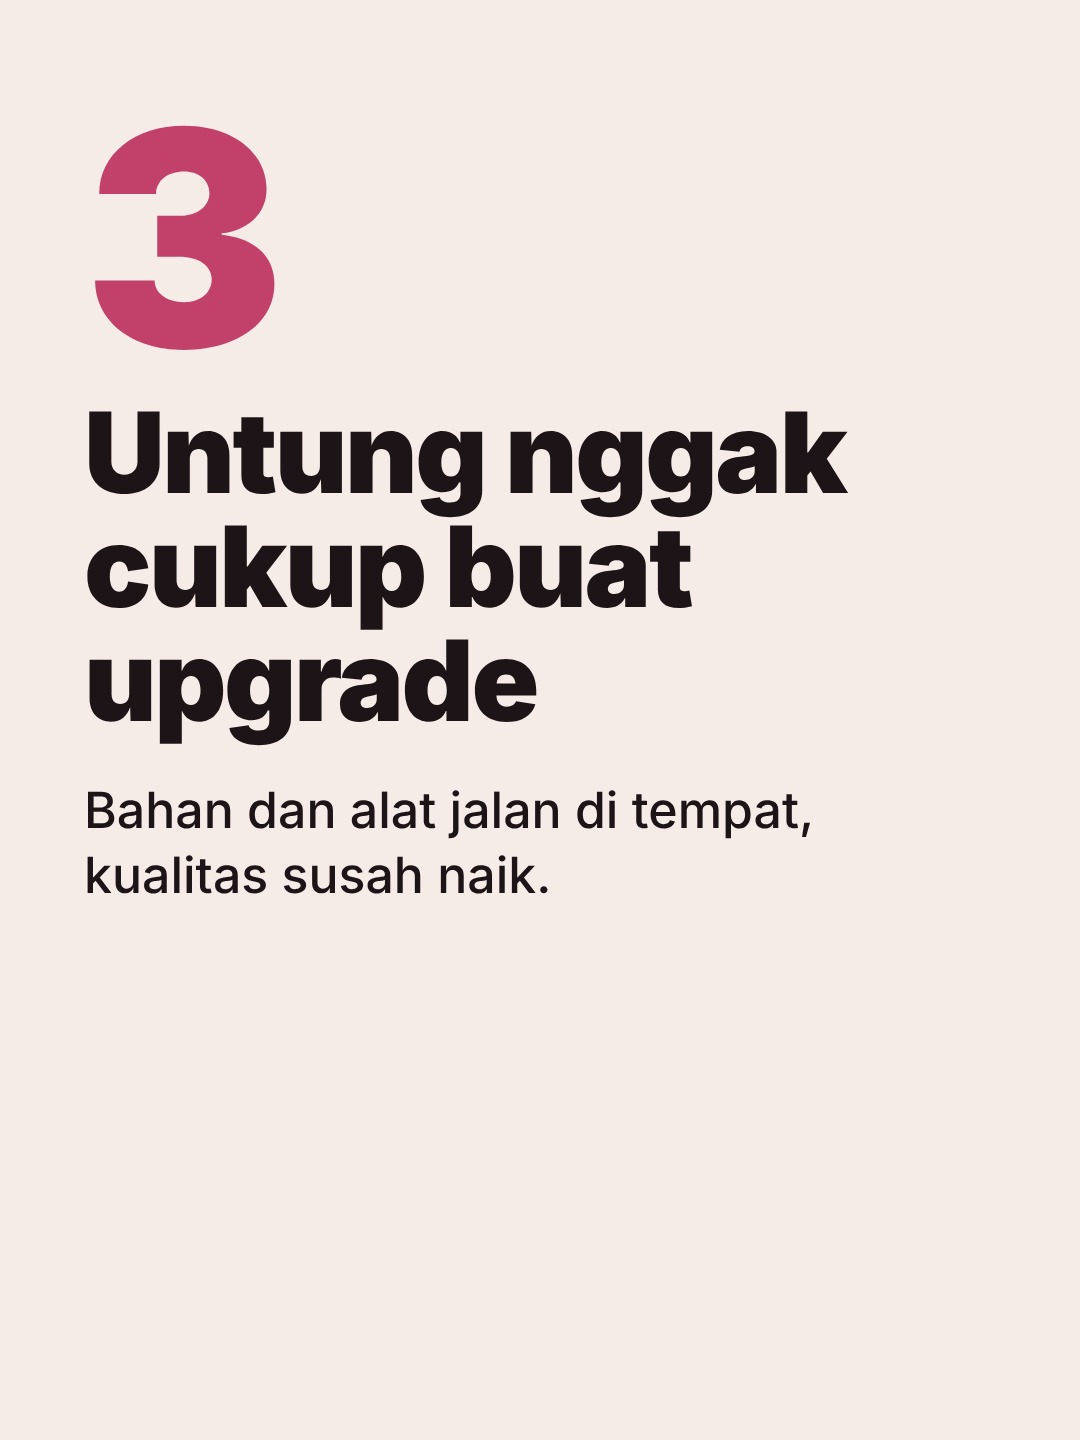 3
Untung nggak
cukup buat
upgrade
Bahan dan alat jalan di tempat,
kualitas susah naik.